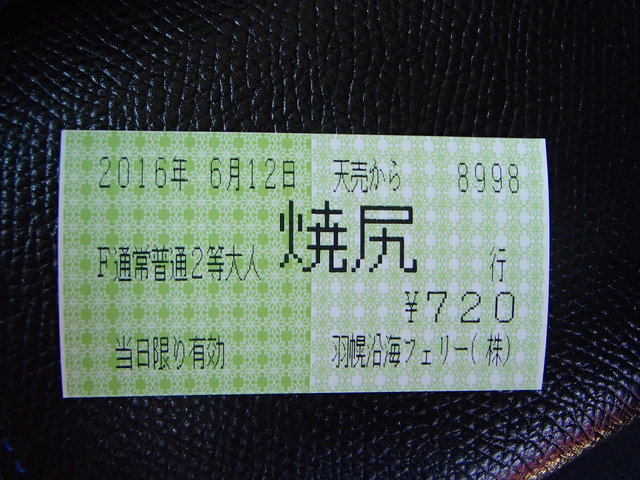 2016年 6月12日 天売から 8998
F通常普通2等大人 焼尻 行
¥720
当日限り有効 羽幌沿海フェリー(株)